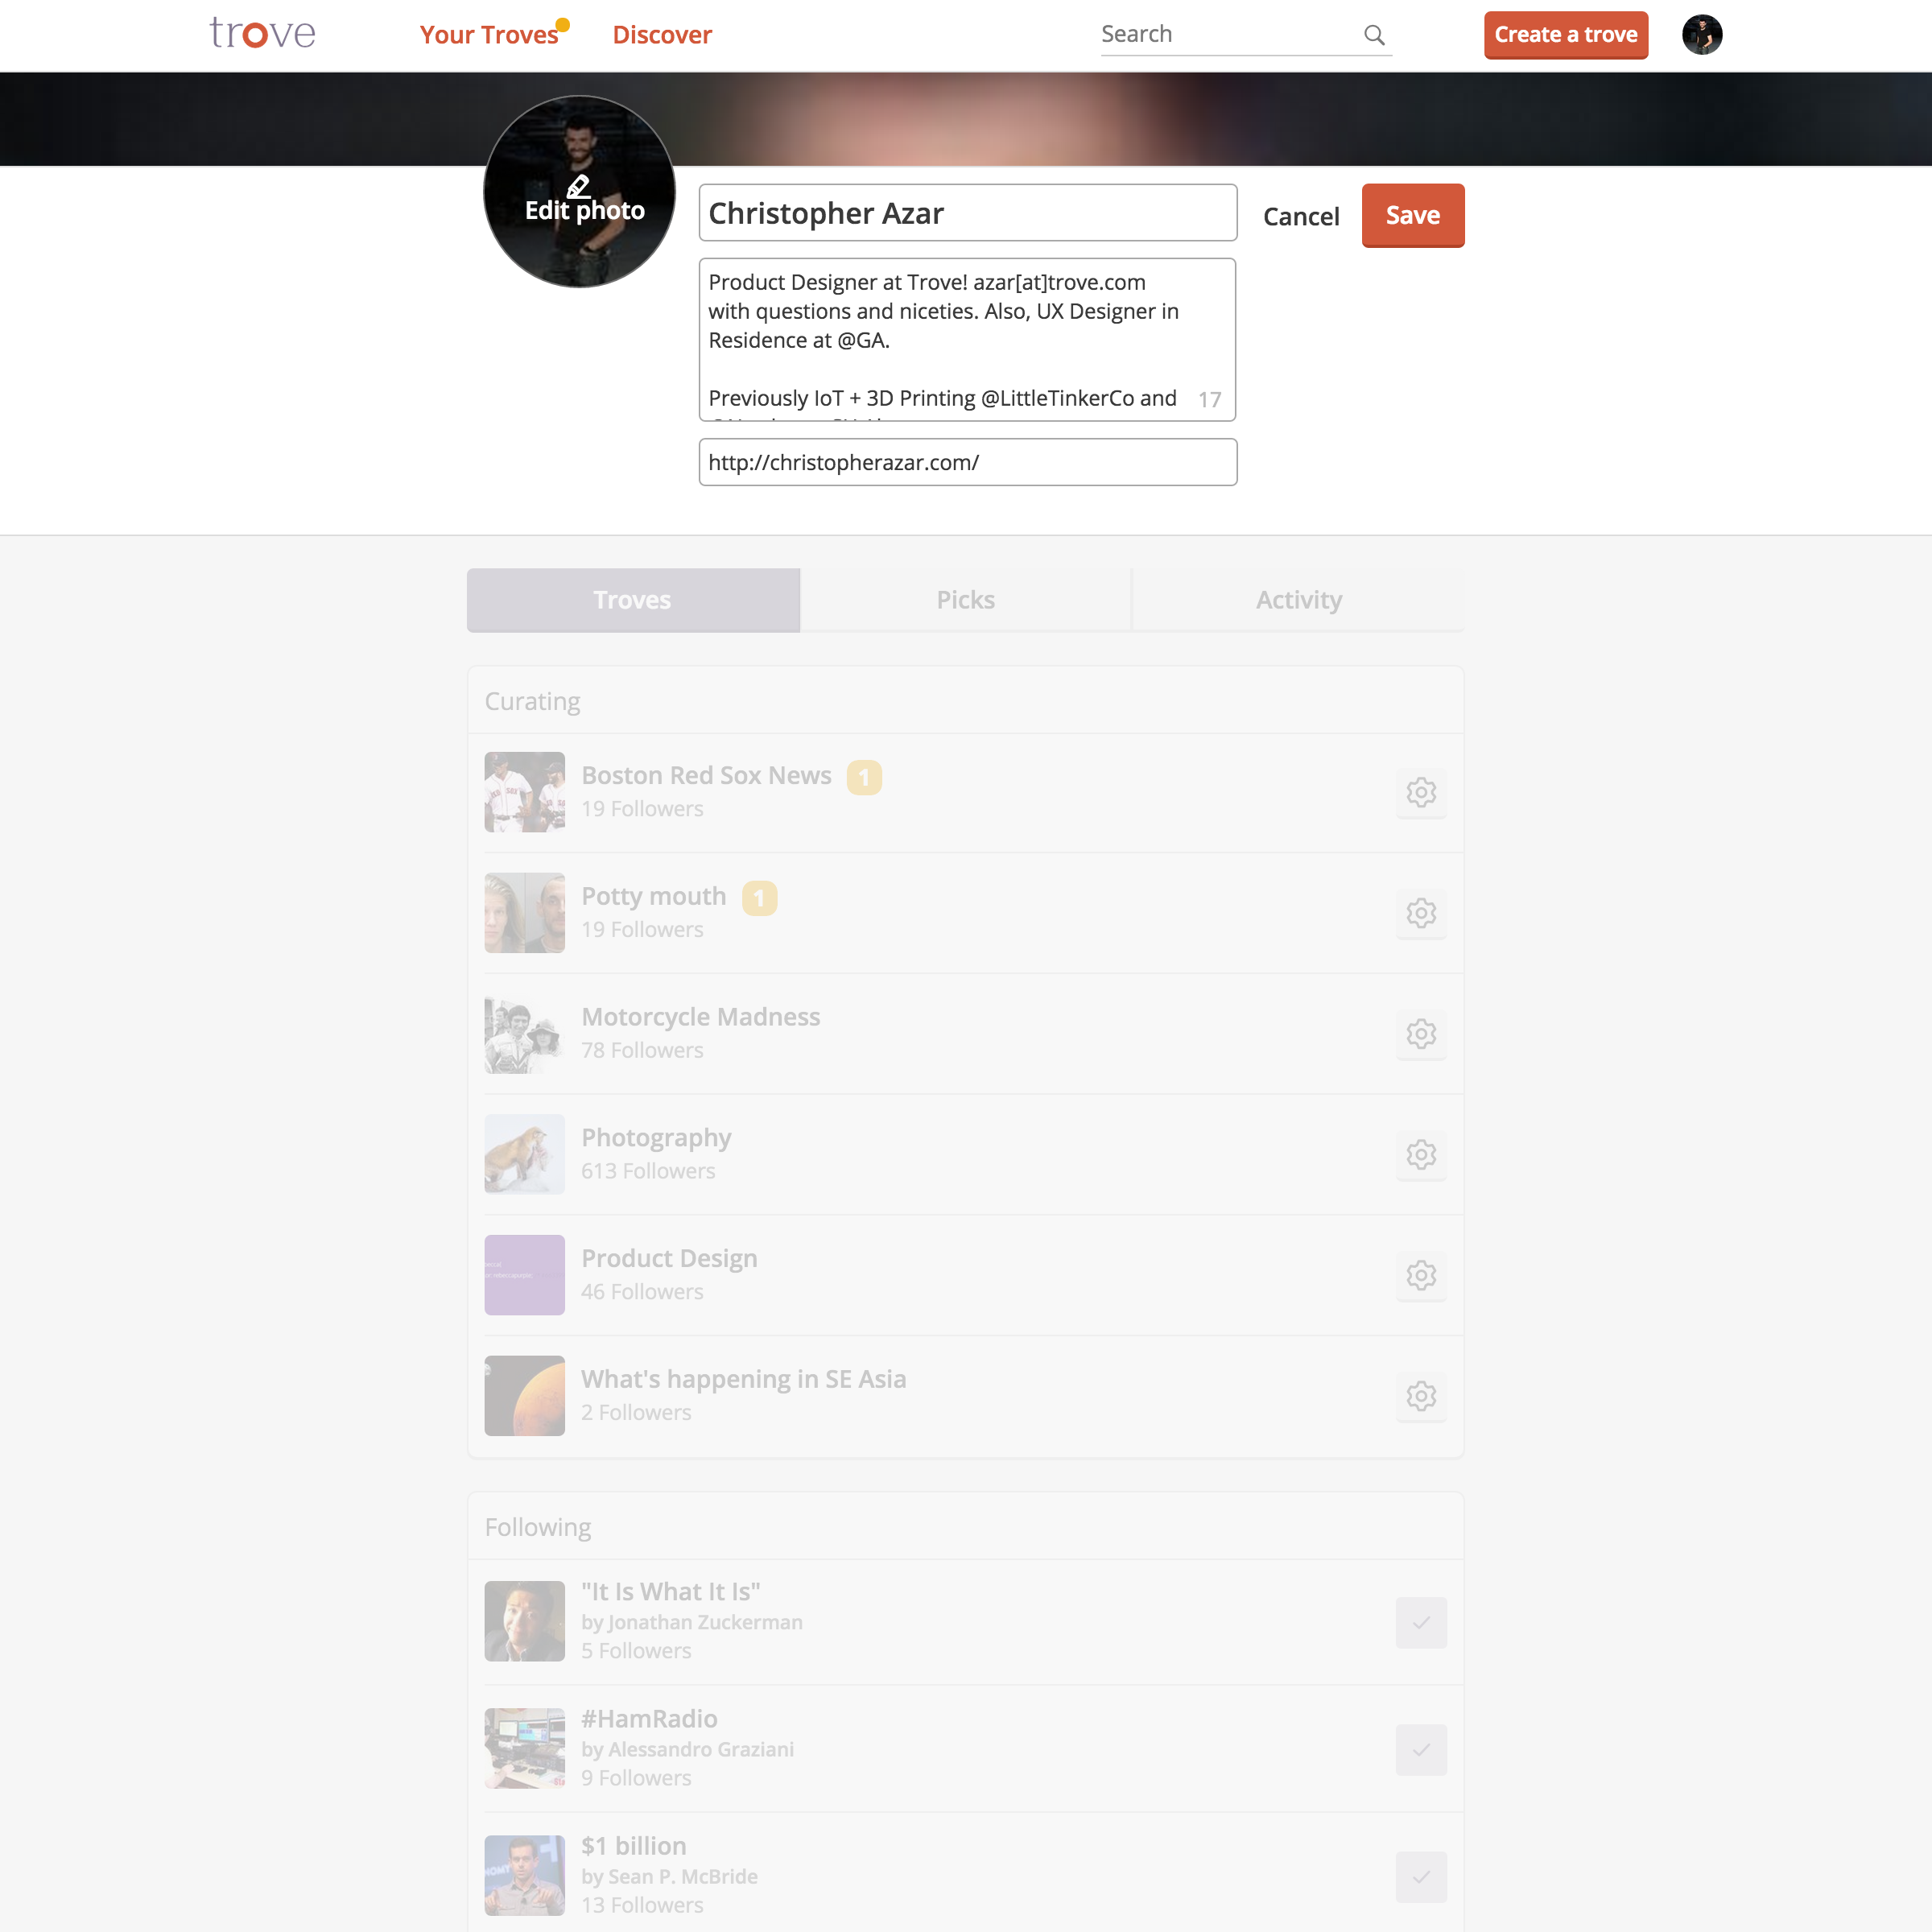 trove
Your Troves
Discover
Search
Create a trove
Edit photo
Christopher Azar
Cancel
Save
Product Designer at Trove! azar[at]trove.com
with questions and niceties. Also, UX Designer in
Residence at @GA.
Previously IoT + 3D Printing @LittleTinkerCo and
17
http://christopherazar.com/
Troves
Picks
Activity
Curating
Boston Red Sox News 1
19 Followers
Potty mouth 1
19 Followers
Motorcycle Madness
78 Followers
Photography
613 Followers
Product Design
46 Followers
What's happening in SE Asia
2 Followers
Following
"It Is What It Is"
by Jonathan Zuckerman
5 Followers
#HamRadio
by Alessandro Graziani
9 Followers
$1 billion
by Sean P. McBride
13 Followers